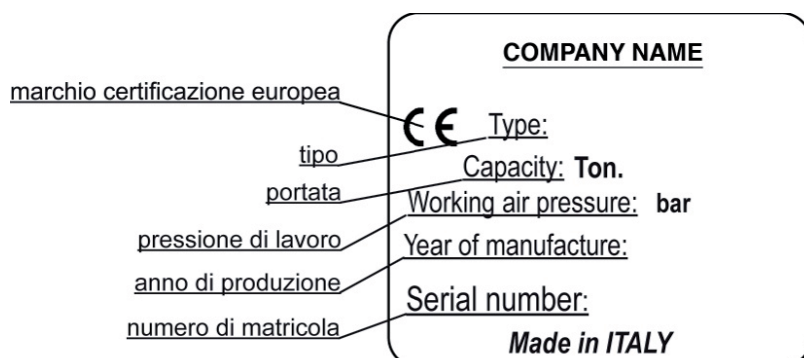 COMPANY NAME
marchio certificazione europea
CE Type:
tipo
Capacity: Ton.
portata
Working air pressure: bar
pressione di lavoro
Year of manufacture:
anno di produzione
Serial number:
numero di matricola
Made in ITALY